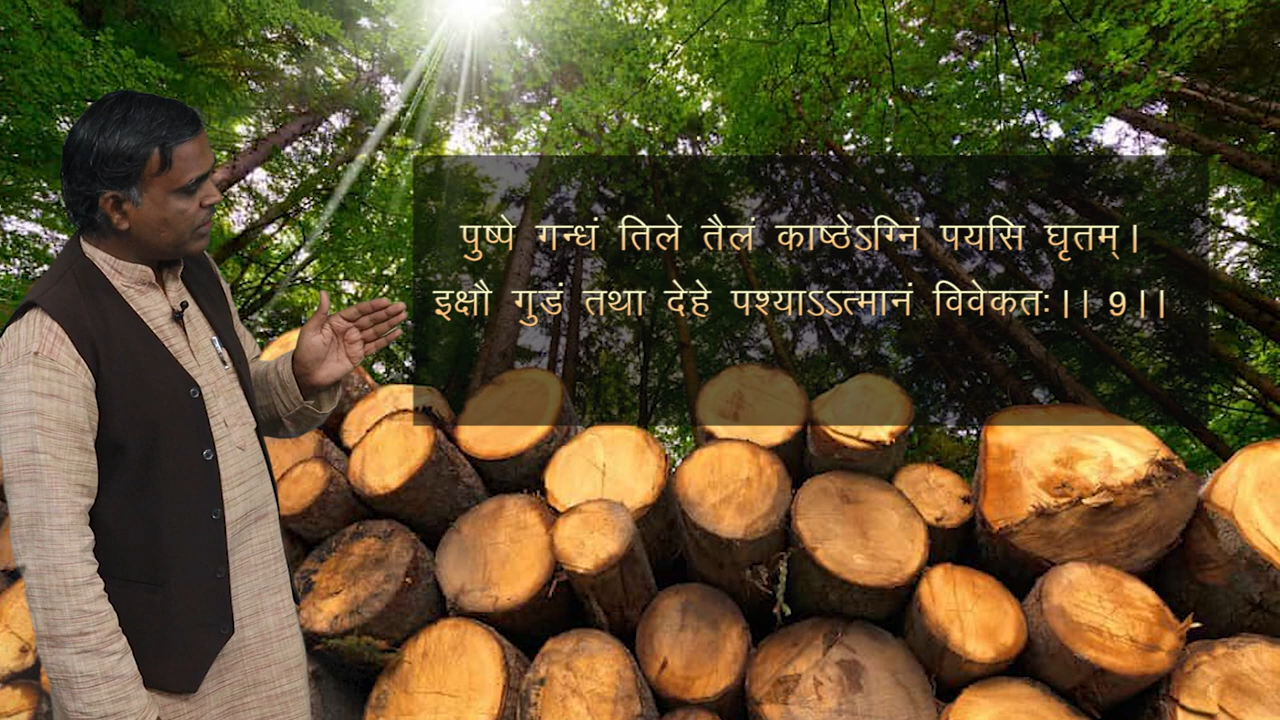 पुष्पे गन्धं तिले तैलं काष्ठेऽग्निं पयसि घृतम्।
इक्षौ गुडं तथा देहे पश्याऽऽत्मानं विवेकतः।। 9।।